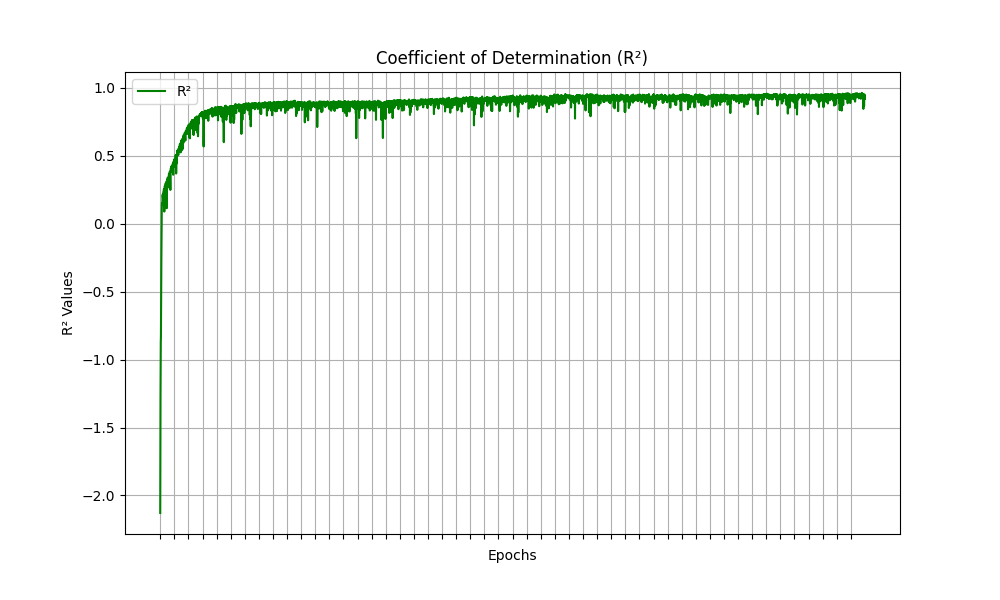 Coefficient of Determination (R²)
R²
1.0
0.5
0.0
−0.5
−1.0
−1.5
−2.0
R² Values
Epochs